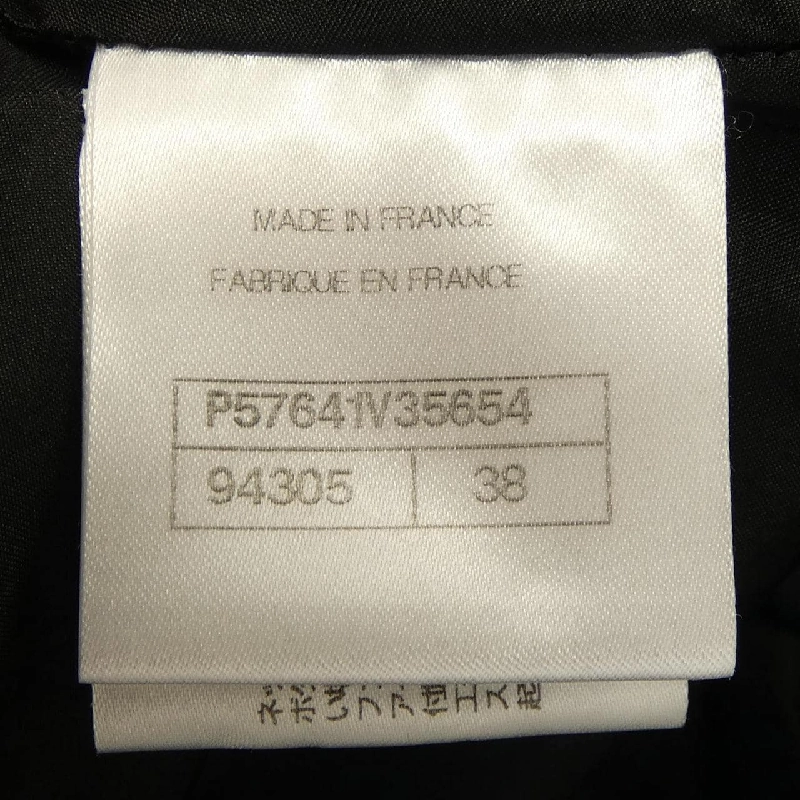 MADE IN FRANCE
FABRIQUE EN FRANCE
P57641V35654
94305
38